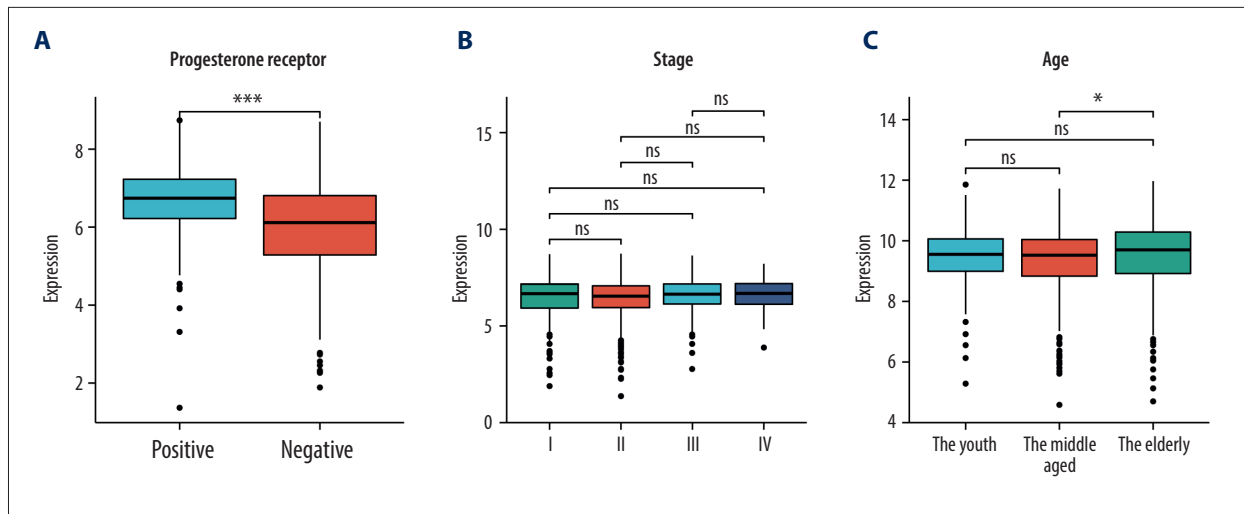 A
Progesterone receptor
***
Expression
8
6
4
2
Positive
Negative
B
Stage
ns
ns
ns
ns
ns
ns
Expression
15
10
5
0
I
II
III
IV
C
Age
*
ns
ns
Expression
14
12
10
8
6
4
The youth
The middle
aged
The elderly